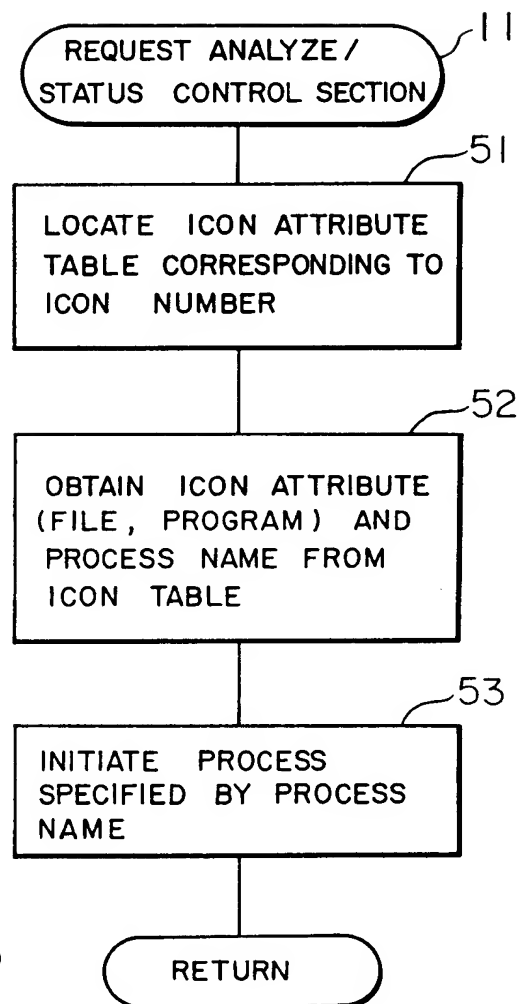 REQUEST ANALYZE/
STATUS CONTROL SECTION
11
51
LOCATE ICON ATTRIBUTE
TABLE CORRESPONDING TO
ICON NUMBER
52
OBTAIN ICON ATTRIBUTE
(FILE, PROGRAM) AND
PROCESS NAME FROM
ICON TABLE
53
INITIATE PROCESS
SPECIFIED BY PROCESS
NAME
RETURN